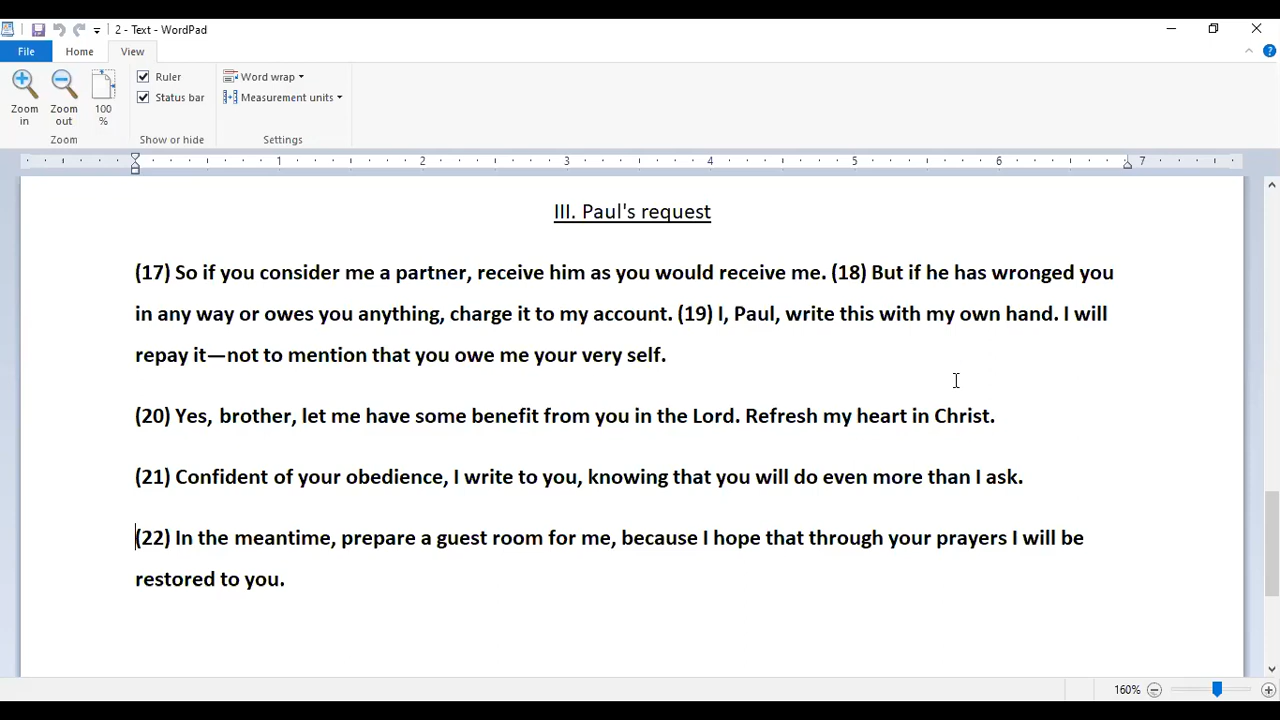 2 - Text - WordPad
File Home View
Zoom in
Zoom out
100 %
Zoom
Ruler
Status bar
Show or hide
Word wrap
Measurement units
Settings
1 2 3 4 5 6 7
III. Paul's request
(17) So if you consider me a partner, receive him as you would receive me. (18) But if he has wronged you
in any way or owes you anything, charge it to my account. (19) I, Paul, write this with my own hand. I will
repay it—not to mention that you owe me your very self.
(20) Yes, brother, let me have some benefit from you in the Lord. Refresh my heart in Christ.
(21) Confident of your obedience, I write to you, knowing that you will do even more than I ask.
(22) In the meantime, prepare a guest room for me, because I hope that through your prayers I will be
restored to you.
160%